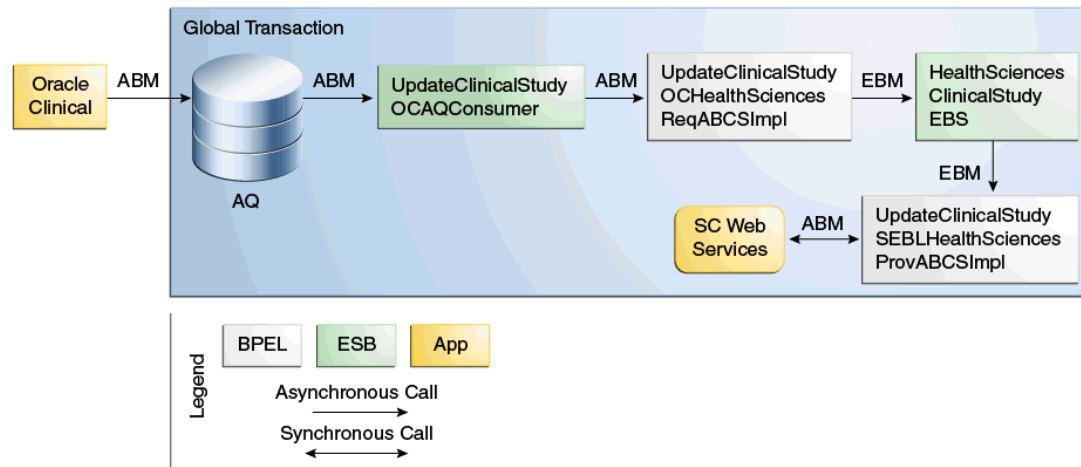 Global Transaction
Oracle
Clinical
ABM
AQ
ABM
UpdateClinicalStudy
OCAQConsumer
ABM
UpdateClinicalStudy
OCHealthSciences
ReqABCSImpl
EBM
HealthSciences
ClinicalStudy
EBS
EBM
UpdateClinicalStudy
SEBLHealthSciences
ProvABCSImpl
ABM
SC Web
Services
Legend
BPEL
ESB
App
Asynchronous Call
Synchronous Call